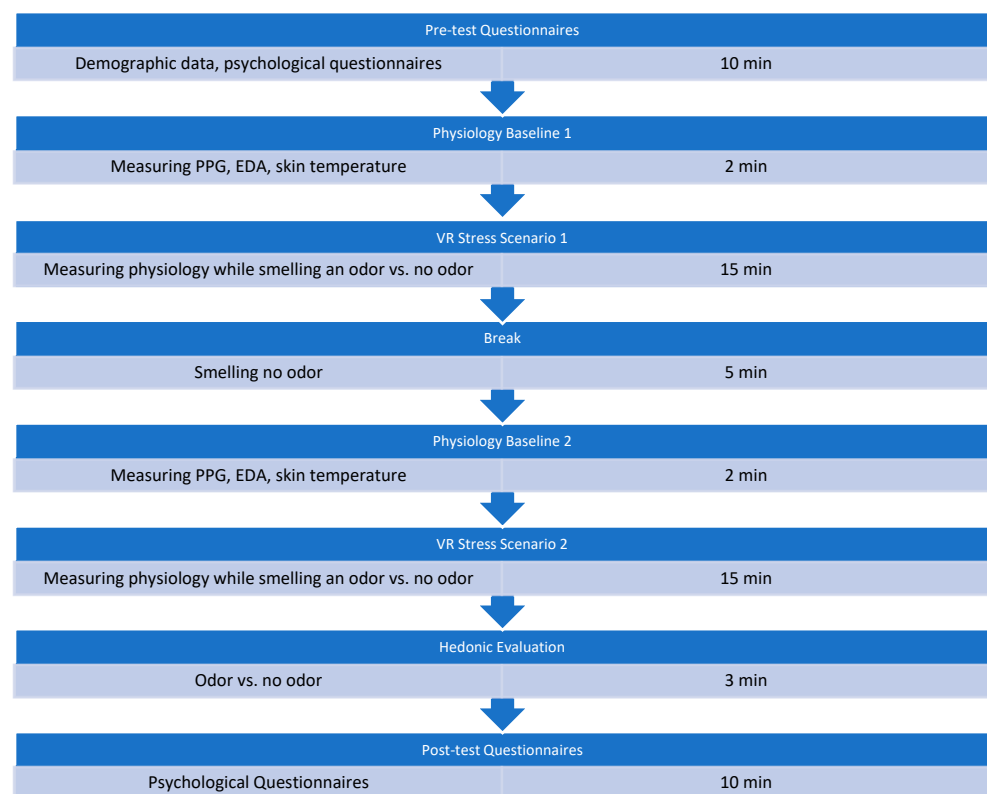 Pre-test Questionnaires
Demographic data, psychological questionnaires 10 min
Physiology Baseline 1
Measuring PPG, EDA, skin temperature 2 min
VR Stress Scenario 1
Measuring physiology while smelling an odor vs. no odor 15 min
Break
Smelling no odor 5 min
Physiology Baseline 2
Measuring PPG, EDA, skin temperature 2 min
VR Stress Scenario 2
Measuring physiology while smelling an odor vs. no odor 15 min
Hedonic Evaluation
Odor vs. no odor 3 min
Post-test Questionnaires
Psychological Questionnaires 10 min